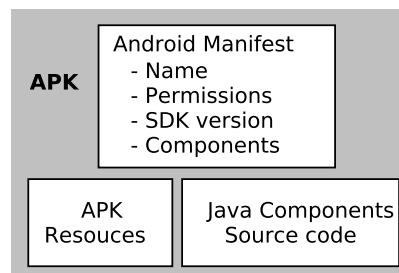 Android Manifest
APK
- Name
- Permissions
- SDK version
- Components
APK
Resouces
Java Components
Source code